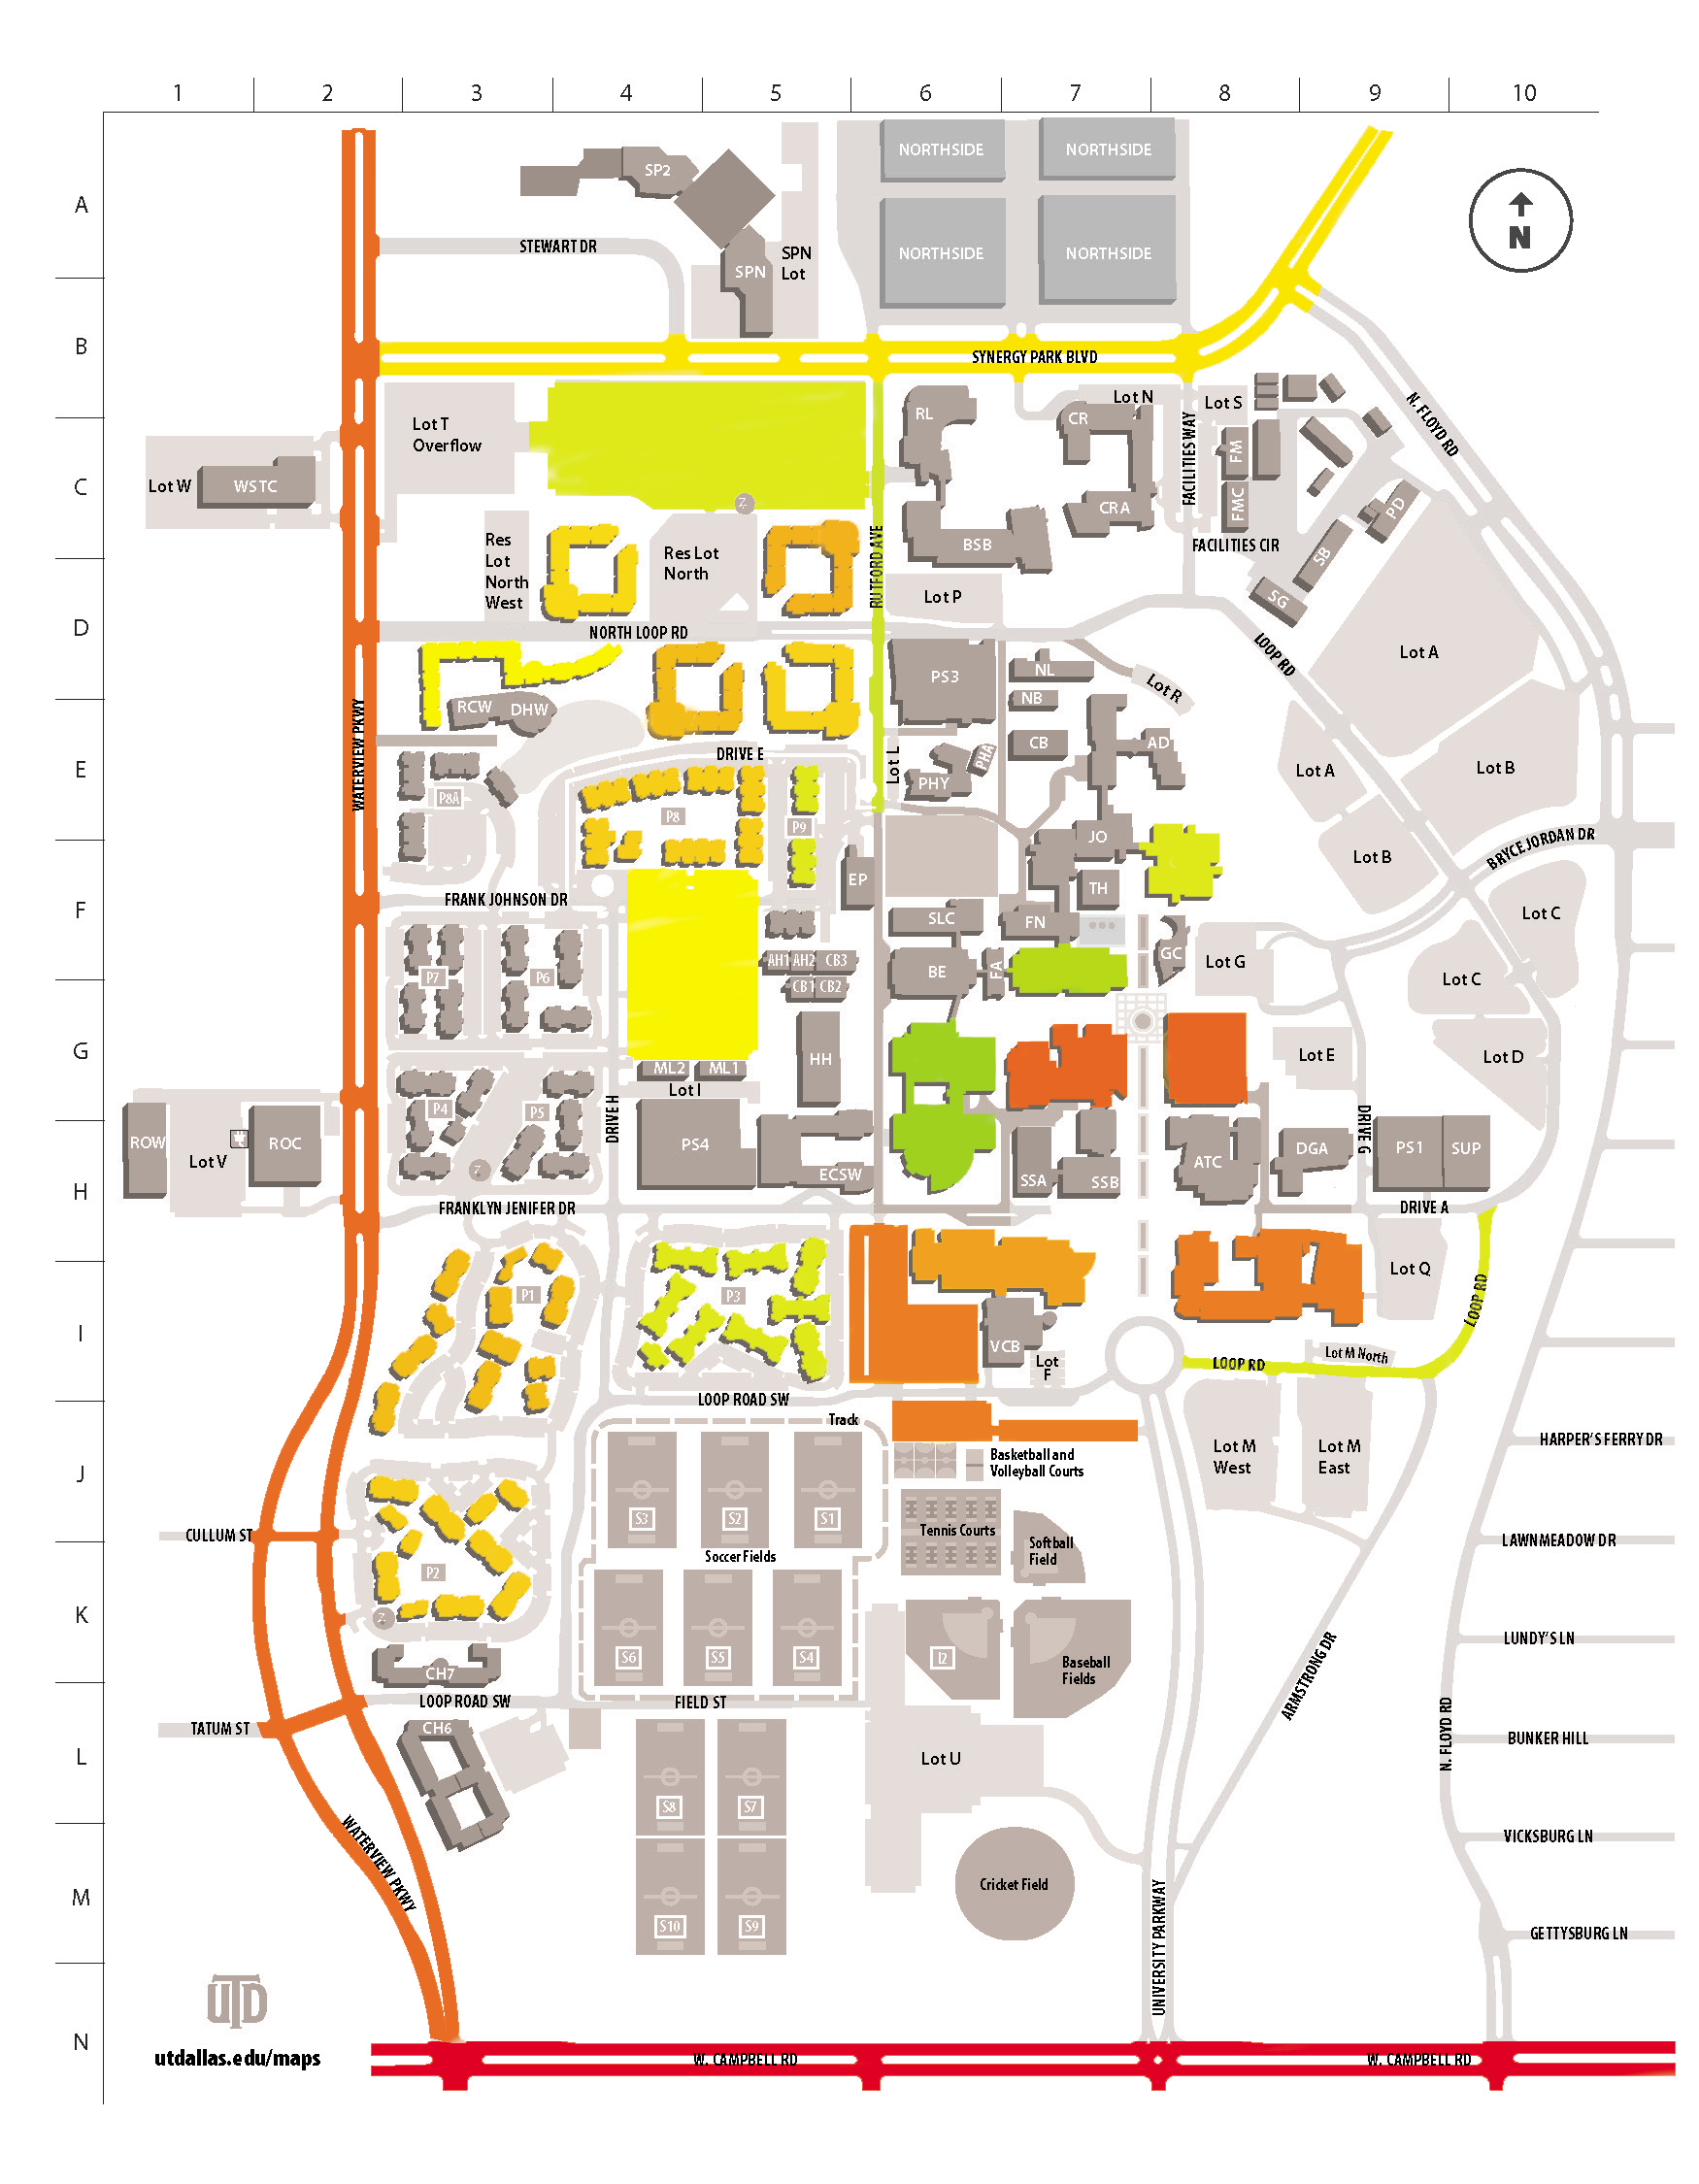 1 2 3 4 5 6 7 8 9 10
A
B
C
D
E
F
G
H
I
J
K
L
M
N
NORTHSIDE
NORTHSIDE
NORTHSIDE
NORTHSIDE
SP2
SPN
SPN
Lot
STEWART DR
N
SYNERGY PARK BLVD
N. FLOYD RD
Lot T
Overflow
Lot W
WSTC
RL
CR
Lot N
Lot S
FACILITIES WAY
FM
FMC
CRA
BSB
FACILITIES CIR
PD
SB
SG
Res
Lot
North
West
Res Lot
North
RUTFORD AVE
Lot P
NORTH LOOP RD
LOOP RD
Lot A
PS3
NL
NB
Lot R
RCW
DHW
WATERVIEW PKWY
DRIVE E
Lot L
PHY
PHA
CB
AD
Lot A
Lot B
P8A
P8
P9
JO
BRYCE JORDAN DR
Lot B
EP
TH
FRANK JOHNSON DR
SLC
FN
Lot C
AH1
AH2
CB3
CB1
CB2
BE
FA
GC
Lot G
Lot C
P7
P6
HH
Lot E
Lot D
ML2
ML1
Lot I
P4
P5
DRIVE H
PS4
ECSW
ROW
Lot V
ROC
SSA
SSB
ATC
DGA
DRIVE G
PS1
SUP
FRANKLYN JENIFER DR
DRIVE A
P1
P3
VCB
Lot
F
Lot Q
LOOP RD
LOOP RD
Lot M North
LOOP ROAD SW
Track
Basketball and
Volleyball Courts
Lot M
West
Lot M
East
HARPER'S FERRY DR
S3
S2
S1
Tennis Courts
Softball
Field
CULLUM ST
Soccer Fields
LAWNMEADOW DR
P2
S6
S5
S4
I2
Baseball
Fields
LUNDY'S LN
CH7
ARMSTRONG DR
LOOP ROAD SW
FIELD ST
N. FLOYD RD
TATUM ST
CH6
Lot U
BUNKER HILL
S8
S7
WATERVIEW PKWY
VICKSBURG LN
Cricket Field
S10
S9
UNIVERSITY PARKWAY
GETTYSBURG LN
UTD
utdallas.edu/maps
W. CAMPBELL RD
W. CAMPBELL RD